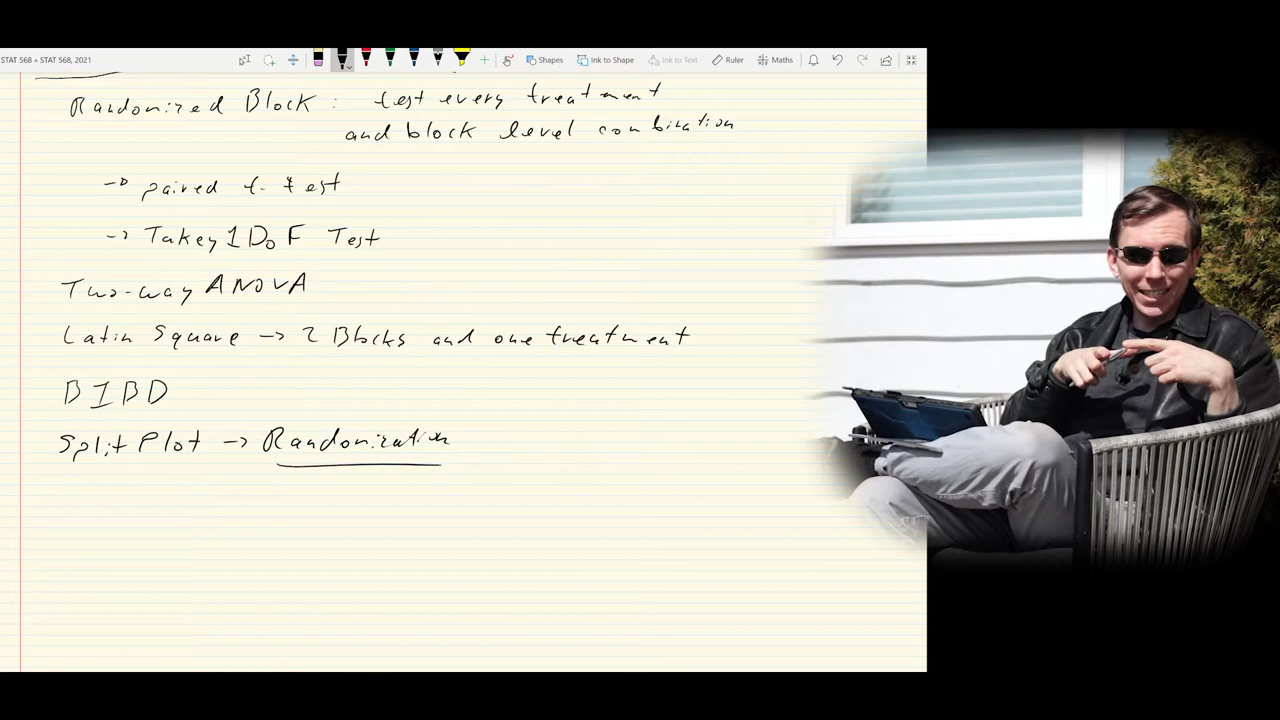 STAT 568 » STAT 568, 2021
Shapes
Ink to Shape
Ink to Text
Ruler
Maths
Randomized Block : test every treatment
and block level combination
→ paired t-test
→ Takey 1 DoF Test
Two-way ANOVA
Latin Square → 2 Blocks and one treatment
BIBD
Split Plot → Randomization